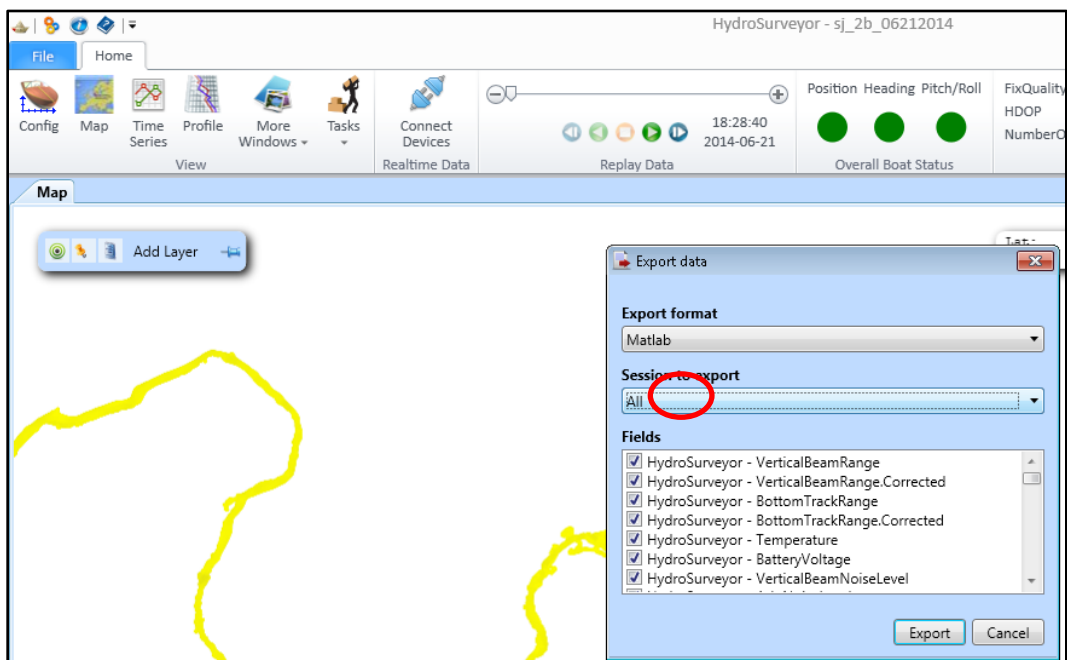 HydroSurveyor - sj_2b_06212014
File Home
Config Map Time Series Profile More Windows Tasks
View
Connect Devices
Realtime Data
18:28:40
2014-06-21
Replay Data
Position Heading Pitch/Roll
Overall Boat Status
FixQuality
HDOP
NumberO
Map
Add Layer
Lat:
Export data
Export format
Matlab
Session to export
All
Fields
HydroSurveyor - VerticalBeamRange
HydroSurveyor - VerticalBeamRange.Corrected
HydroSurveyor - BottomTrackRange
HydroSurveyor - BottomTrackRange.Corrected
HydroSurveyor - Temperature
HydroSurveyor - BatteryVoltage
HydroSurveyor - VerticalBeamNoiseLevel
Export Cancel